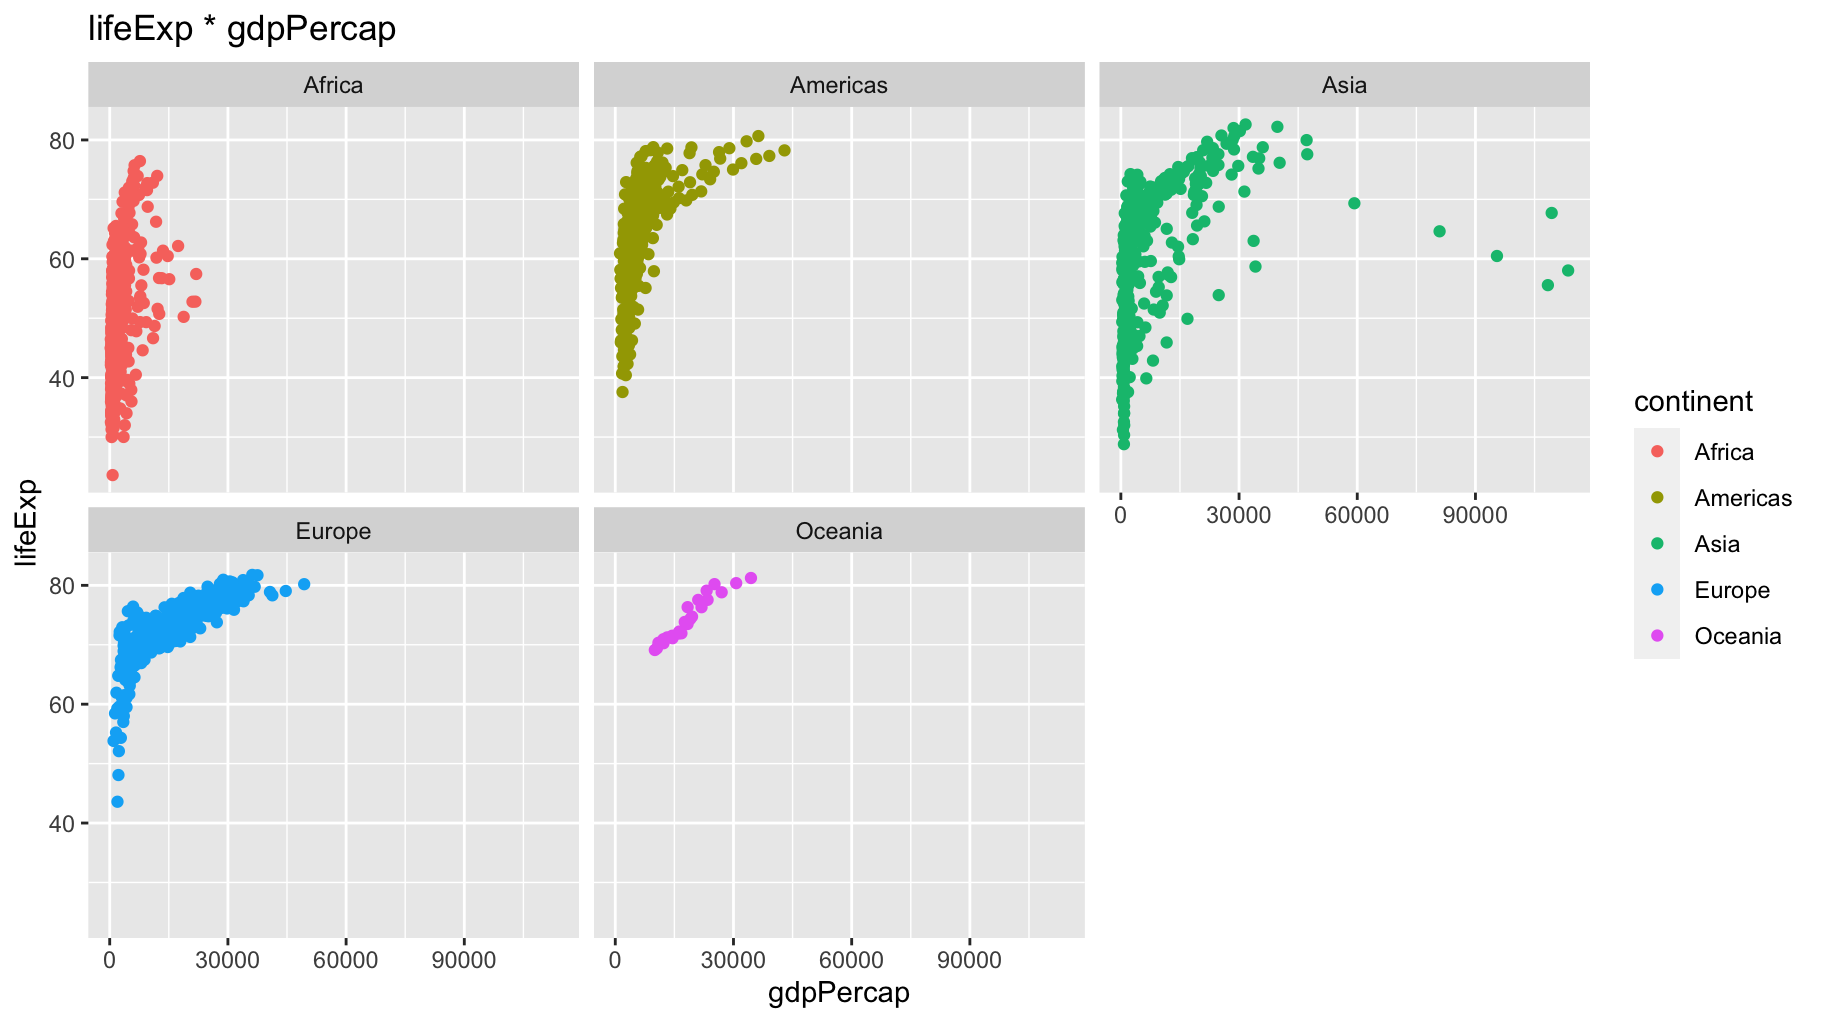 lifeExp * gdpPercap
Africa
Americas
Asia
80
60
40
0 30000 60000 90000
Europe
Oceania
80
60
40
0 30000 60000 90000
0 30000 60000 90000
gdpPercap
lifeExp
continent
Africa
Americas
Asia
Europe
Oceania